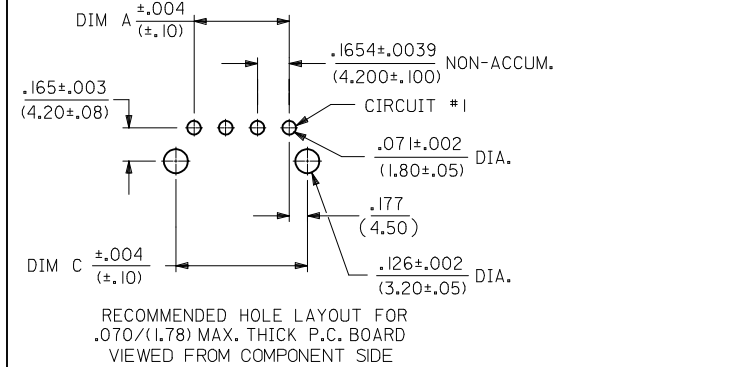 DIM A ±.004
(±.10)
.1654±.0039 NON-ACCUM.
(4.200±.100)
.165±.003
(4.20±.08)
CIRCUIT #1
.071±.002 DIA.
(1.80±.05)
.177
(4.50)
DIM C ±.004
(±.10)
.126±.002 DIA.
(3.20±.05)
RECOMMENDED HOLE LAYOUT FOR
.070/(1.78) MAX. THICK P.C. BOARD
VIEWED FROM COMPONENT SIDE